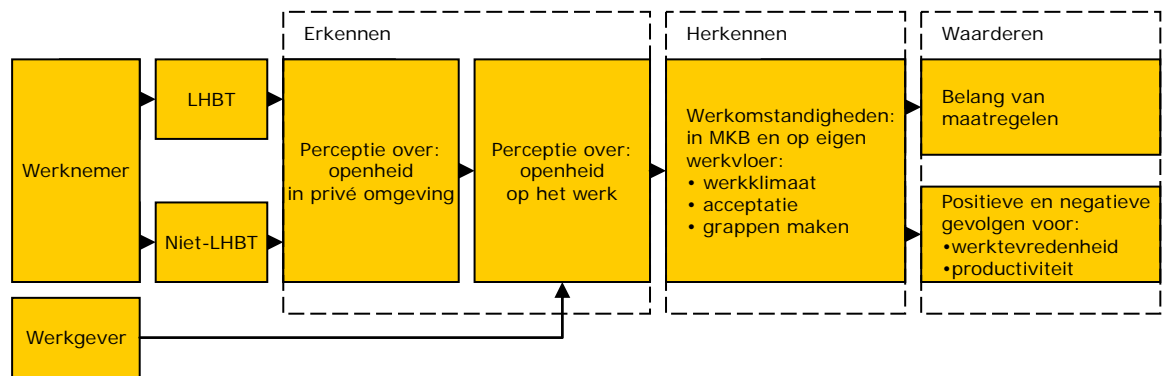 Erkennen
Herkennen
Waarderen
Werknemer
LHBT
Niet-LHBT
Perceptie over:
openheid
in privé omgeving
Perceptie over:
openheid
op het werk
Werkomstandigheden:
in MKB en op eigen
werkvloer:
• werkklimaat
• acceptatie
• grappen maken
Belang van
maatregelen
Positieve en negatieve
gevolgen voor:
•werktevredenheid
•productiviteit
Werkgever